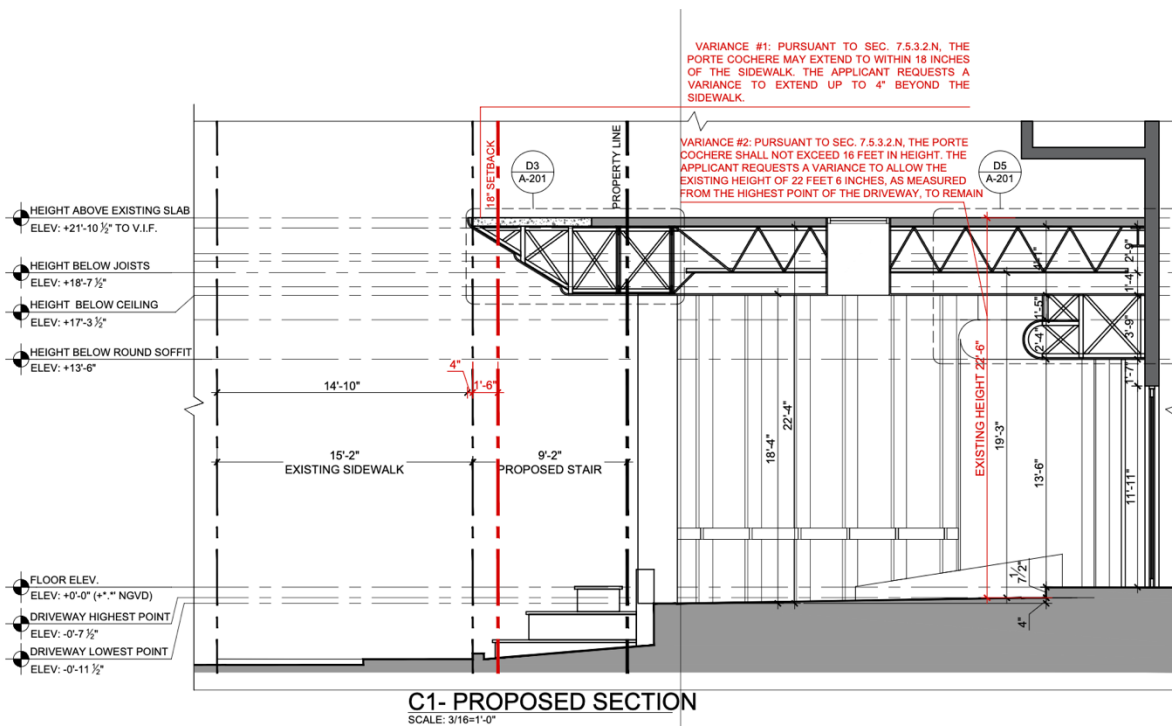 VARIANCE #1: PURSUANT TO SEC. 7.5.3.2.N, THE
PORTE COCHERE MAY EXTEND TO WITHIN 18 INCHES
OF THE SIDEWALK. THE APPLICANT REQUESTS A
VARIANCE TO EXTEND UP TO 4" BEYOND THE
SIDEWALK.
VARIANCE #2: PURSUANT TO SEC. 7.5.3.2.N, THE PORTE
COCHERE SHALL NOT EXCEED 16 FEET IN HEIGHT. THE
APPLICANT REQUESTS A VARIANCE TO ALLOW THE
EXISTING HEIGHT OF 22 FEET 6 INCHES, AS MEASURED
FROM THE HIGHEST POINT OF THE DRIVEWAY, TO REMAIN
18" SETBACK
D3
A-201
PROPERTY LINE
D5
A-201
HEIGHT ABOVE EXISTING SLAB
ELEV: +21'-10 ½" TO V.I.F.
HEIGHT BELOW JOISTS
ELEV: +18'-7 ½"
HEIGHT BELOW CEILING
ELEV: +17'-3 ½"
HEIGHT BELOW ROUND SOFFIT
ELEV: +13'-6"
14'-10"
4"
1'-6"
15'-2"
EXISTING SIDEWALK
9'-2"
PROPOSED STAIR
18'-4"
22'-4"
EXISTING HEIGHT 22'-6"
19'-3"
13'-6"
11'-11"
2'-9"
1'-4"
1'-5"
3'-9"
2'-4"
1'-7"
7 1/2"
4"
FLOOR ELEV.
ELEV: +0'-0" (+*.*' NGVD)
DRIVEWAY HIGHEST POINT
ELEV: -0'-7 ½"
DRIVEWAY LOWEST POINT
ELEV: -0'-11 ½"
C1- PROPOSED SECTION
SCALE: 3/16=1'-0"